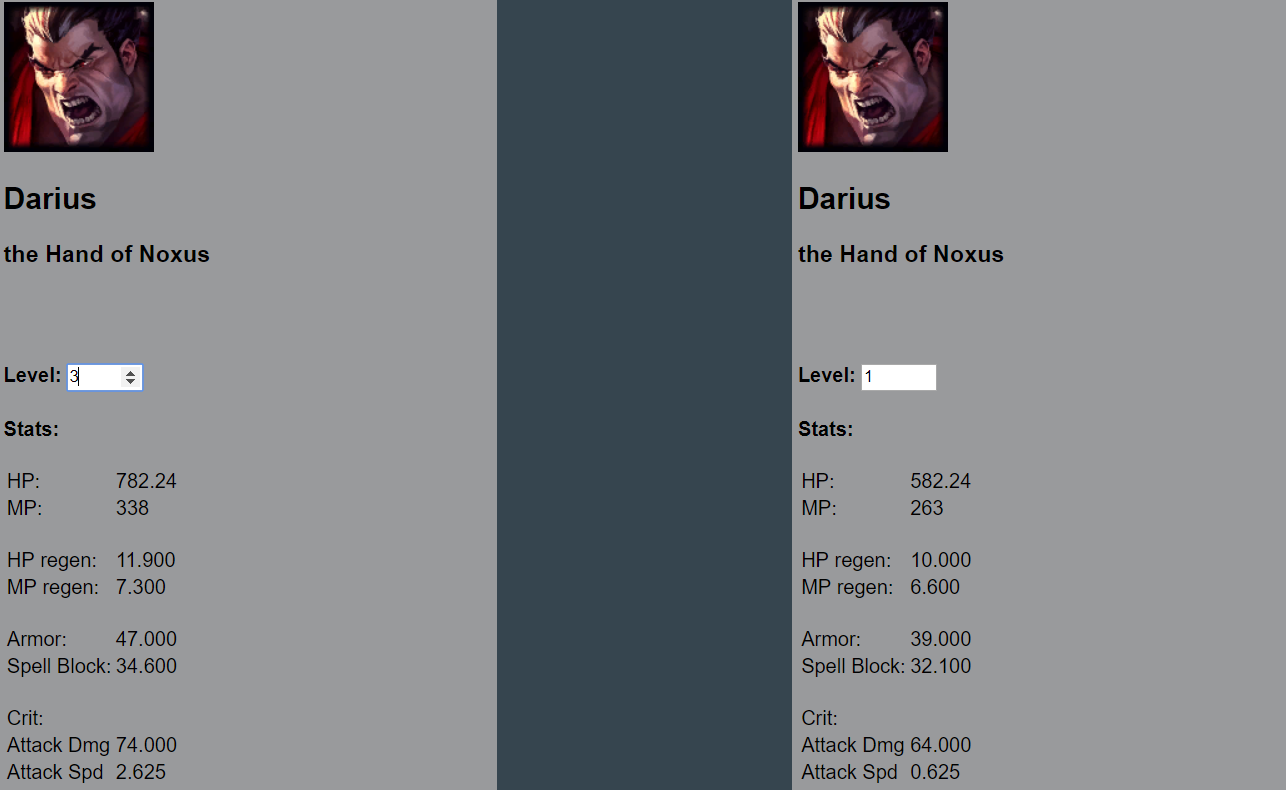 Darius
the Hand of Noxus
Level: 3
Stats:
HP: 782.24
MP: 338
HP regen: 11.900
MP regen: 7.300
Armor: 47.000
Spell Block: 34.600
Crit:
Attack Dmg 74.000
Attack Spd 2.625
Darius
the Hand of Noxus
Level: 1
Stats:
HP: 582.24
MP: 263
HP regen: 10.000
MP regen: 6.600
Armor: 39.000
Spell Block: 32.100
Crit:
Attack Dmg 64.000
Attack Spd 0.625